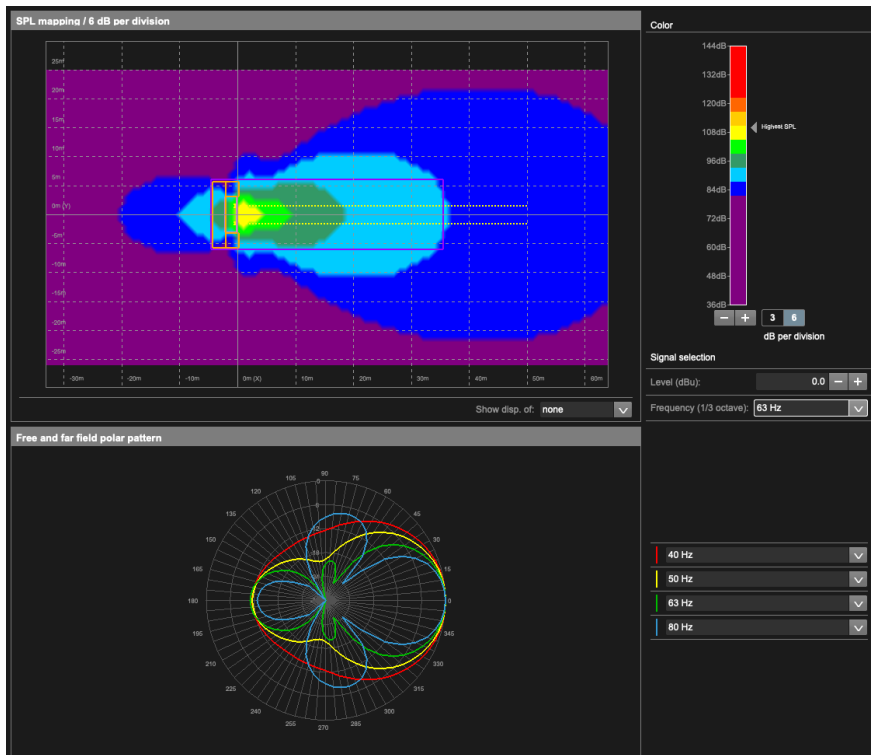 SPL mapping / 6 dB per division
25m
20m
15m
10m
5m
0m (Y)
-5m
-10m
-15m
-20m
-25m
-30m
-20m
-10m
0m (X)
10m
20m
30m
40m
50m
60m
Show disp. of: none
Color
144dB
132dB
120dB
108dB
96dB
84dB
72dB
60dB
48dB
36dB
Highest SPL
− + 3 6
dB per division
Signal selection
Level (dBu): 0.0 − +
Frequency (1/3 octave): 63 Hz
Free and far field polar pattern
90
75
60
45
30
15
0
345
330
315
300
285
270
255
240
225
210
195
180
165
150
135
120
105
0
-6
-12
-18
40 Hz
50 Hz
63 Hz
80 Hz